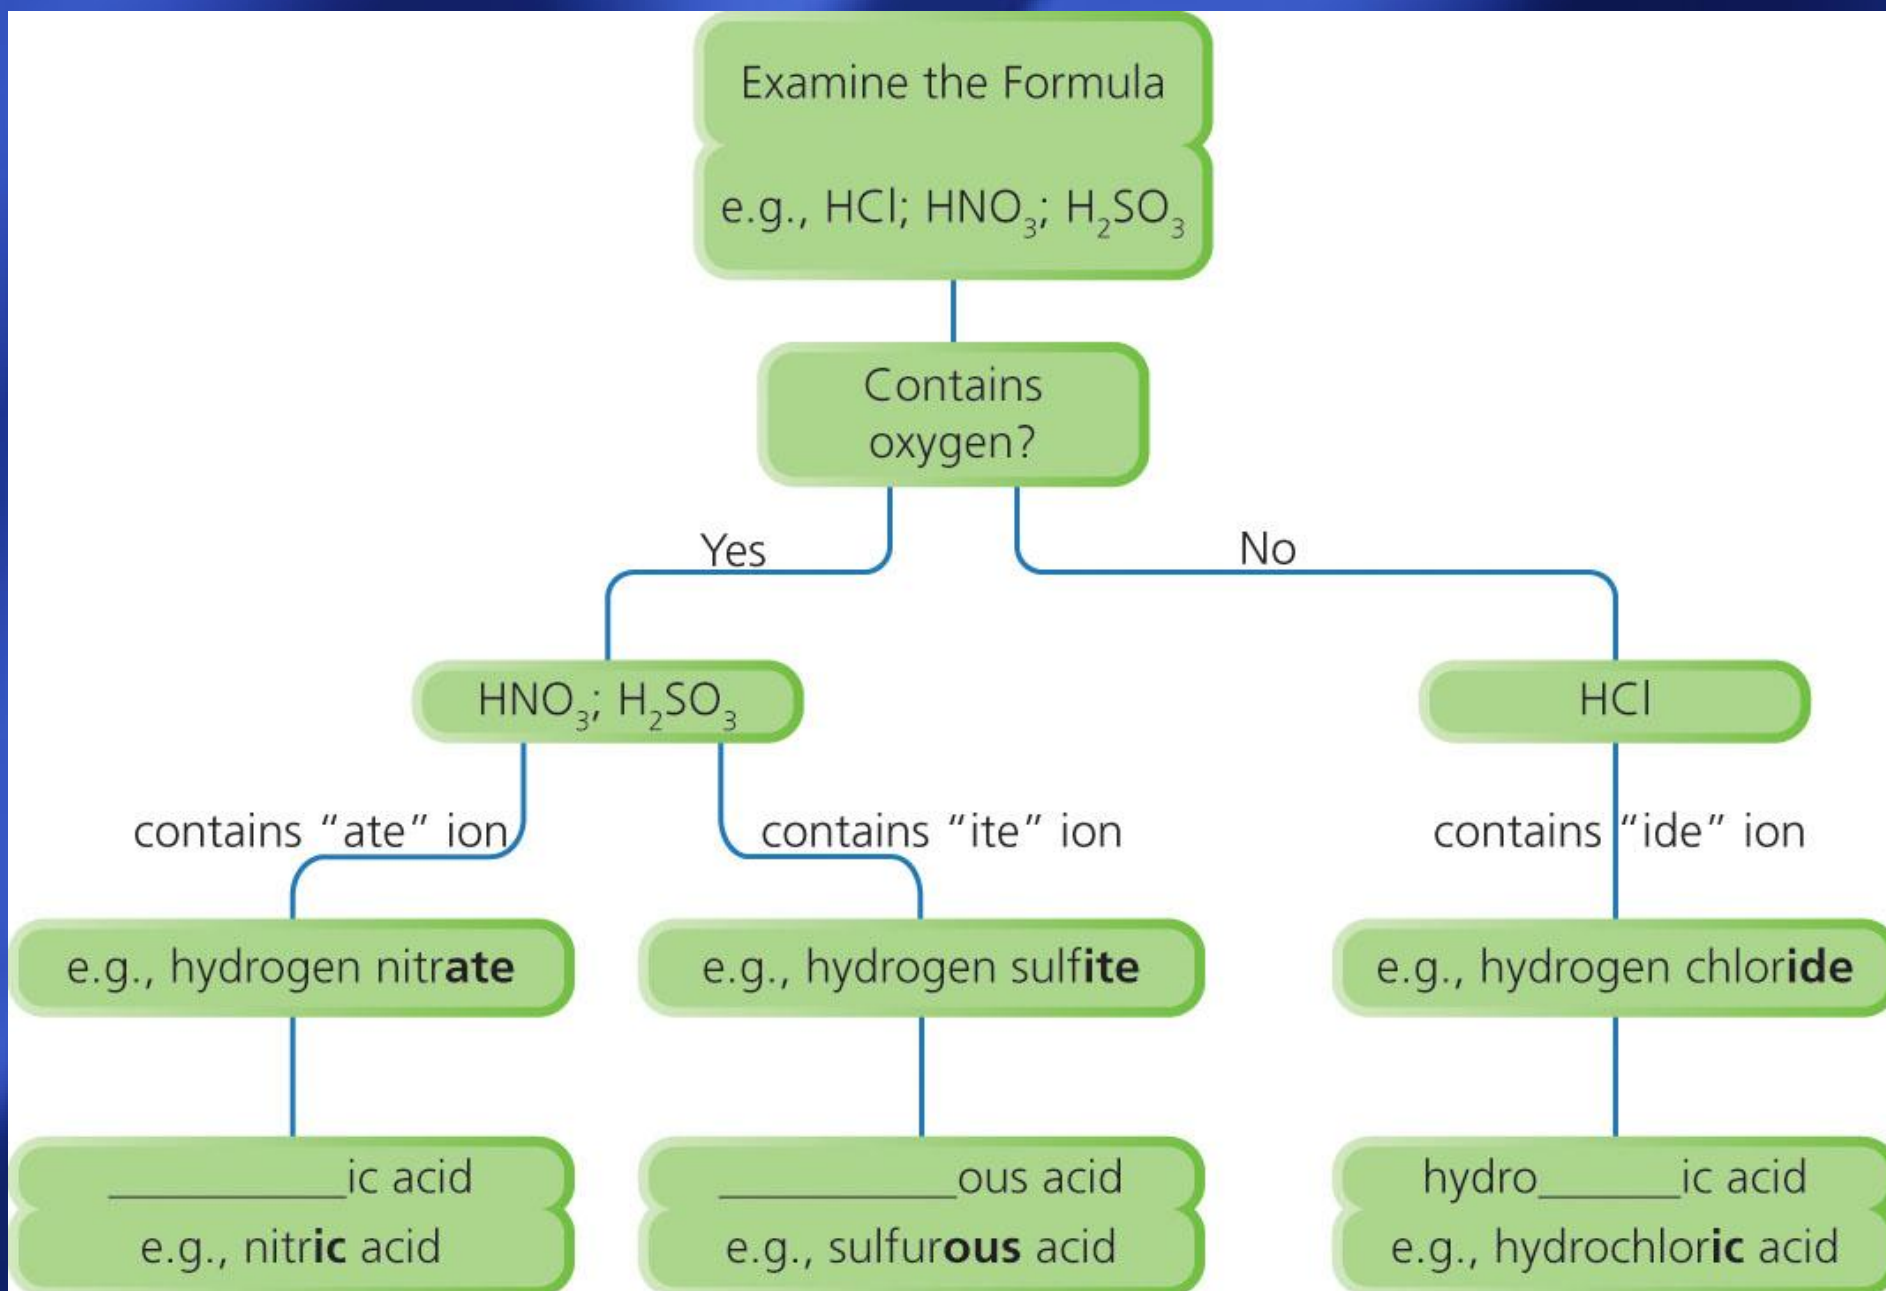 Examine the Formula
e.g., HCl; HNO₃; H₂SO₃
Contains
oxygen?
Yes
No
HNO₃; H₂SO₃
HCl
contains “ate” ion
contains “ite” ion
contains “ide” ion
e.g., hydrogen nitrate
e.g., hydrogen sulfite
e.g., hydrogen chloride
__________ic acid
e.g., nitric acid
__________ous acid
e.g., sulfurous acid
hydro______ic acid
e.g., hydrochloric acid